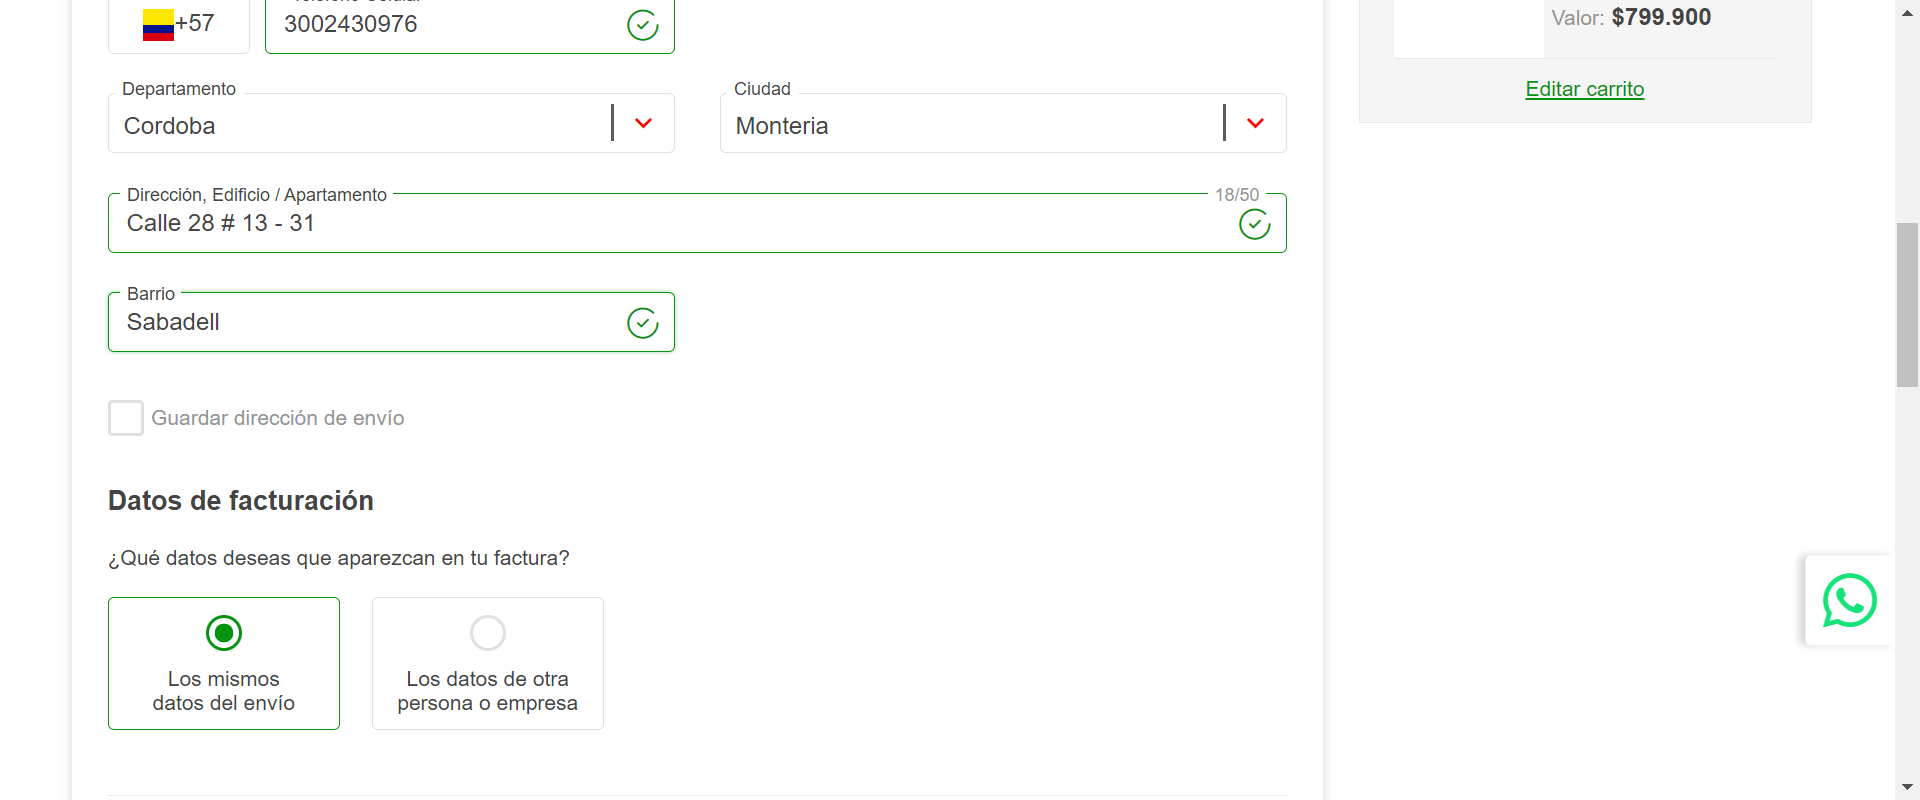 +57
3002430976
Valor: $799.900
Editar carrito
Departamento
Cordoba
Ciudad
Monteria
Dirección, Edificio / Apartamento
18/50
Calle 28 # 13 - 31
Barrio
Sabadell
Guardar dirección de envío
Datos de facturación
¿Qué datos deseas que aparezcan en tu factura?
Los mismos
datos del envío
Los datos de otra
persona o empresa